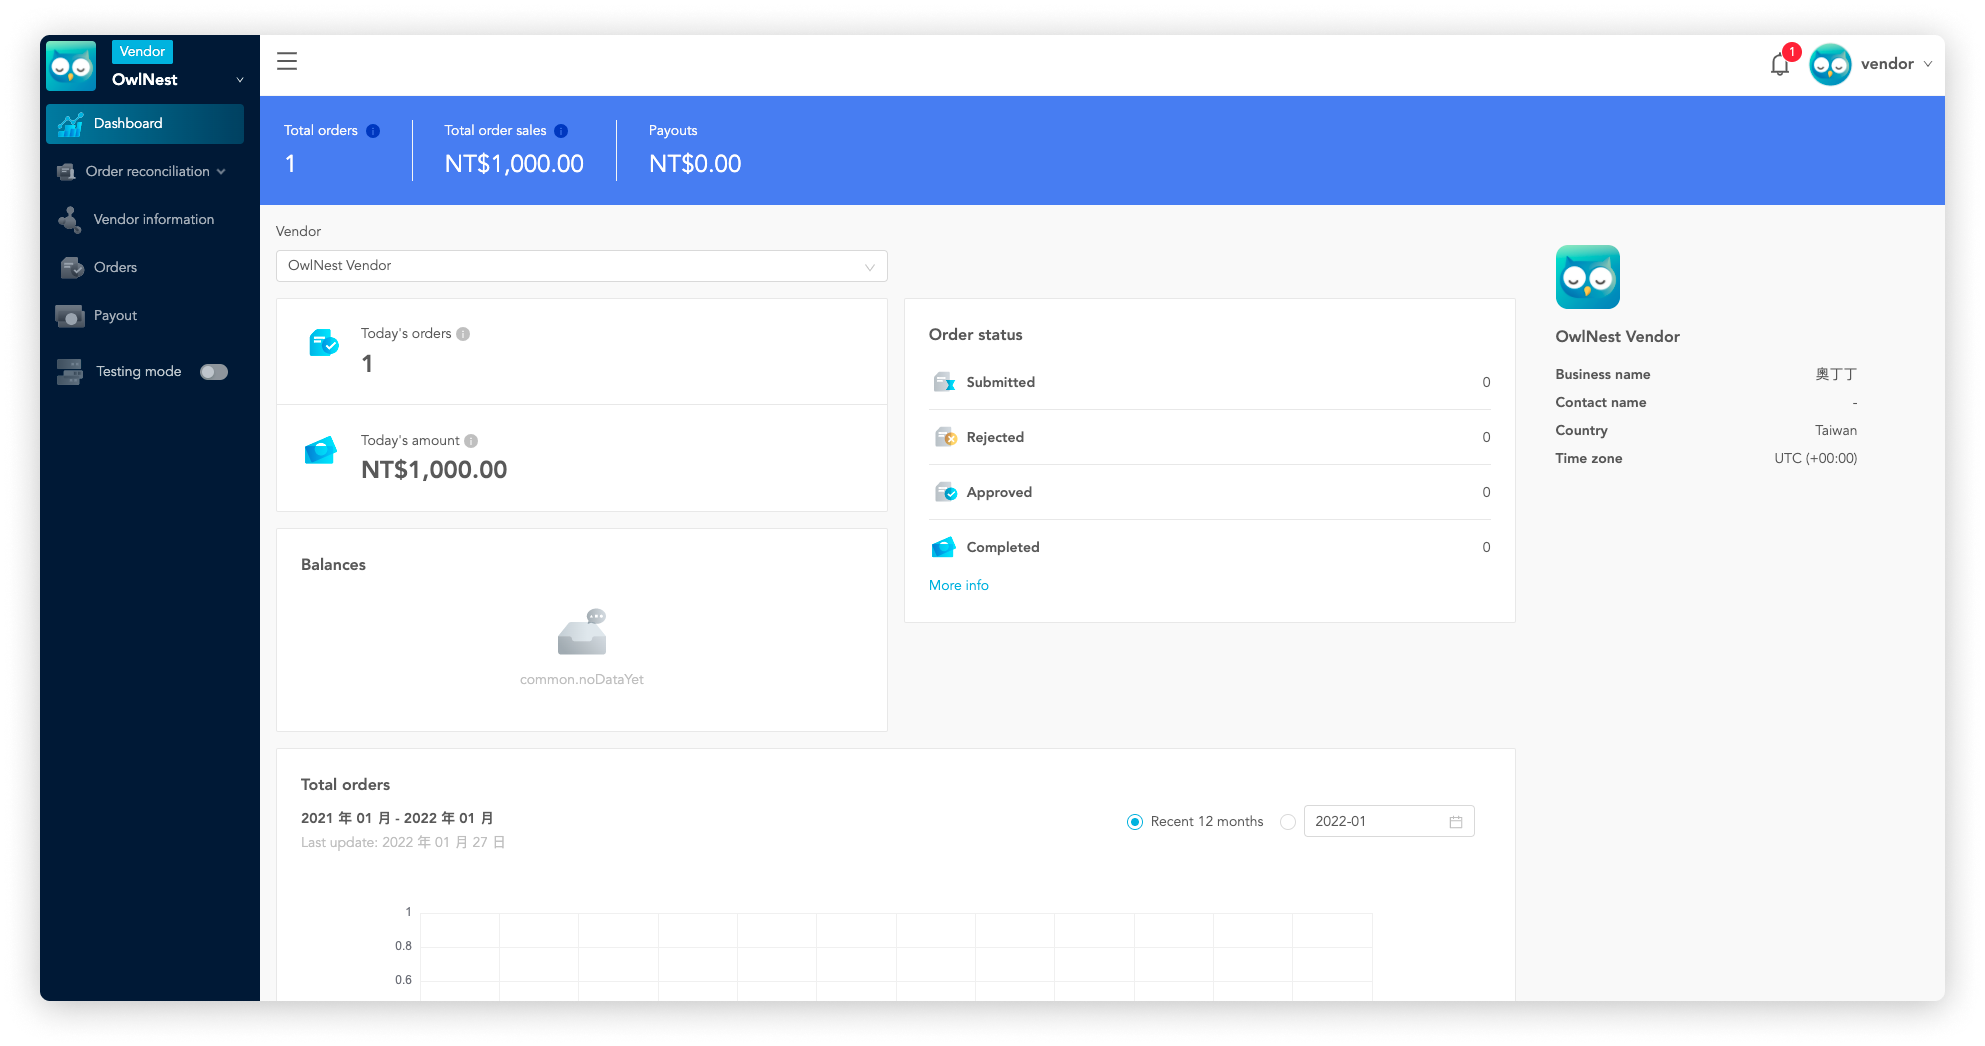 Vendor
OwlNest
Dashboard
Order reconciliation
Vendor information
Orders
Payout
Testing mode
1
vendor
Total orders
1
Total order sales
NT$1,000.00
Payouts
NT$0.00
Vendor
OwlNest Vendor
Today's orders
1
Today's amount
NT$1,000.00
Balances
common.noDataYet
Order status
Submitted 0
Rejected 0
Approved 0
Completed 0
More info
OwlNest Vendor
Business name 奧丁丁
Contact name -
Country Taiwan
Time zone UTC (+00:00)
Total orders
2021 年 01 月 - 2022 年 01 月
Last update: 2022 年 01 月 27 日
Recent 12 months
2022-01
1
0.8
0.6